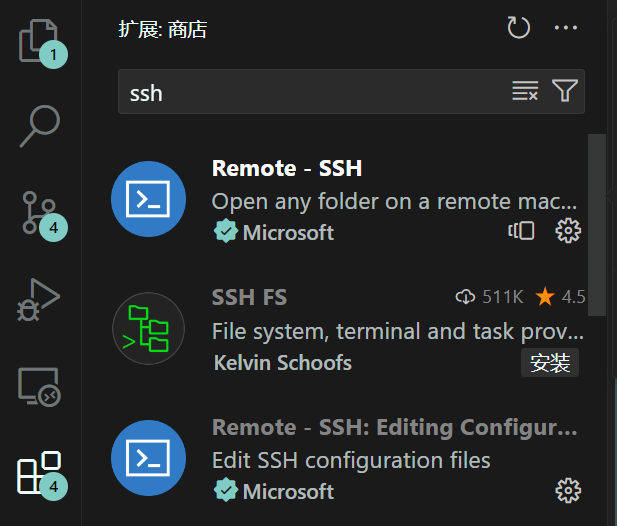 扩展: 商店
1
ssh
Remote - SSH
Open any folder on a remote mac...
Microsoft
4
SSH FS
511K
4.5
File system, terminal and task prov...
Kelvin Schoofs
安装
Remote - SSH: Editing Configur...
Edit SSH configuration files
Microsoft
4